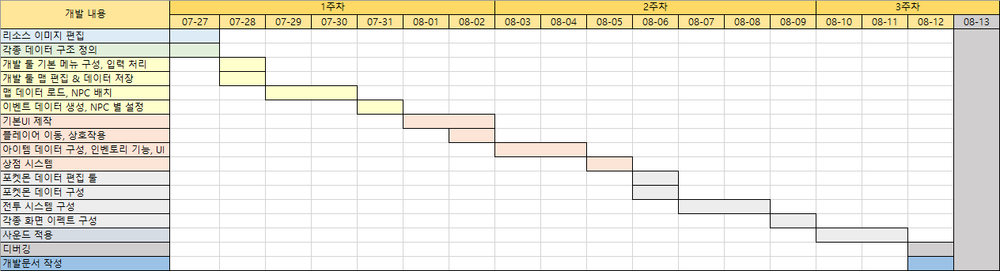 개발 내용
1주차
2주차
3주차
07-27 07-28 07-29 07-30 07-31 08-01 08-02 08-03 08-04 08-05 08-06 08-07 08-08 08-09 08-10 08-11 08-12 08-13
리소스 이미지 편집
각종 데이터 구조 정의
개발 툴 기본 메뉴 구성, 입력 처리
개발 툴 맵 편집 & 데이터 저장
맵 데이터 로드, NPC 배치
이벤트 데이터 생성, NPC 별 설정
기본UI 제작
플레이어 이동, 상호작용
아이템 데이터 구성, 인벤토리 기능, UI
상점 시스템
포켓몬 데이터 편집 툴
포켓몬 데이터 구성
전투 시스템 구성
각종 화면 이펙트 구성
사운드 적용
디버깅
개발문서 작성